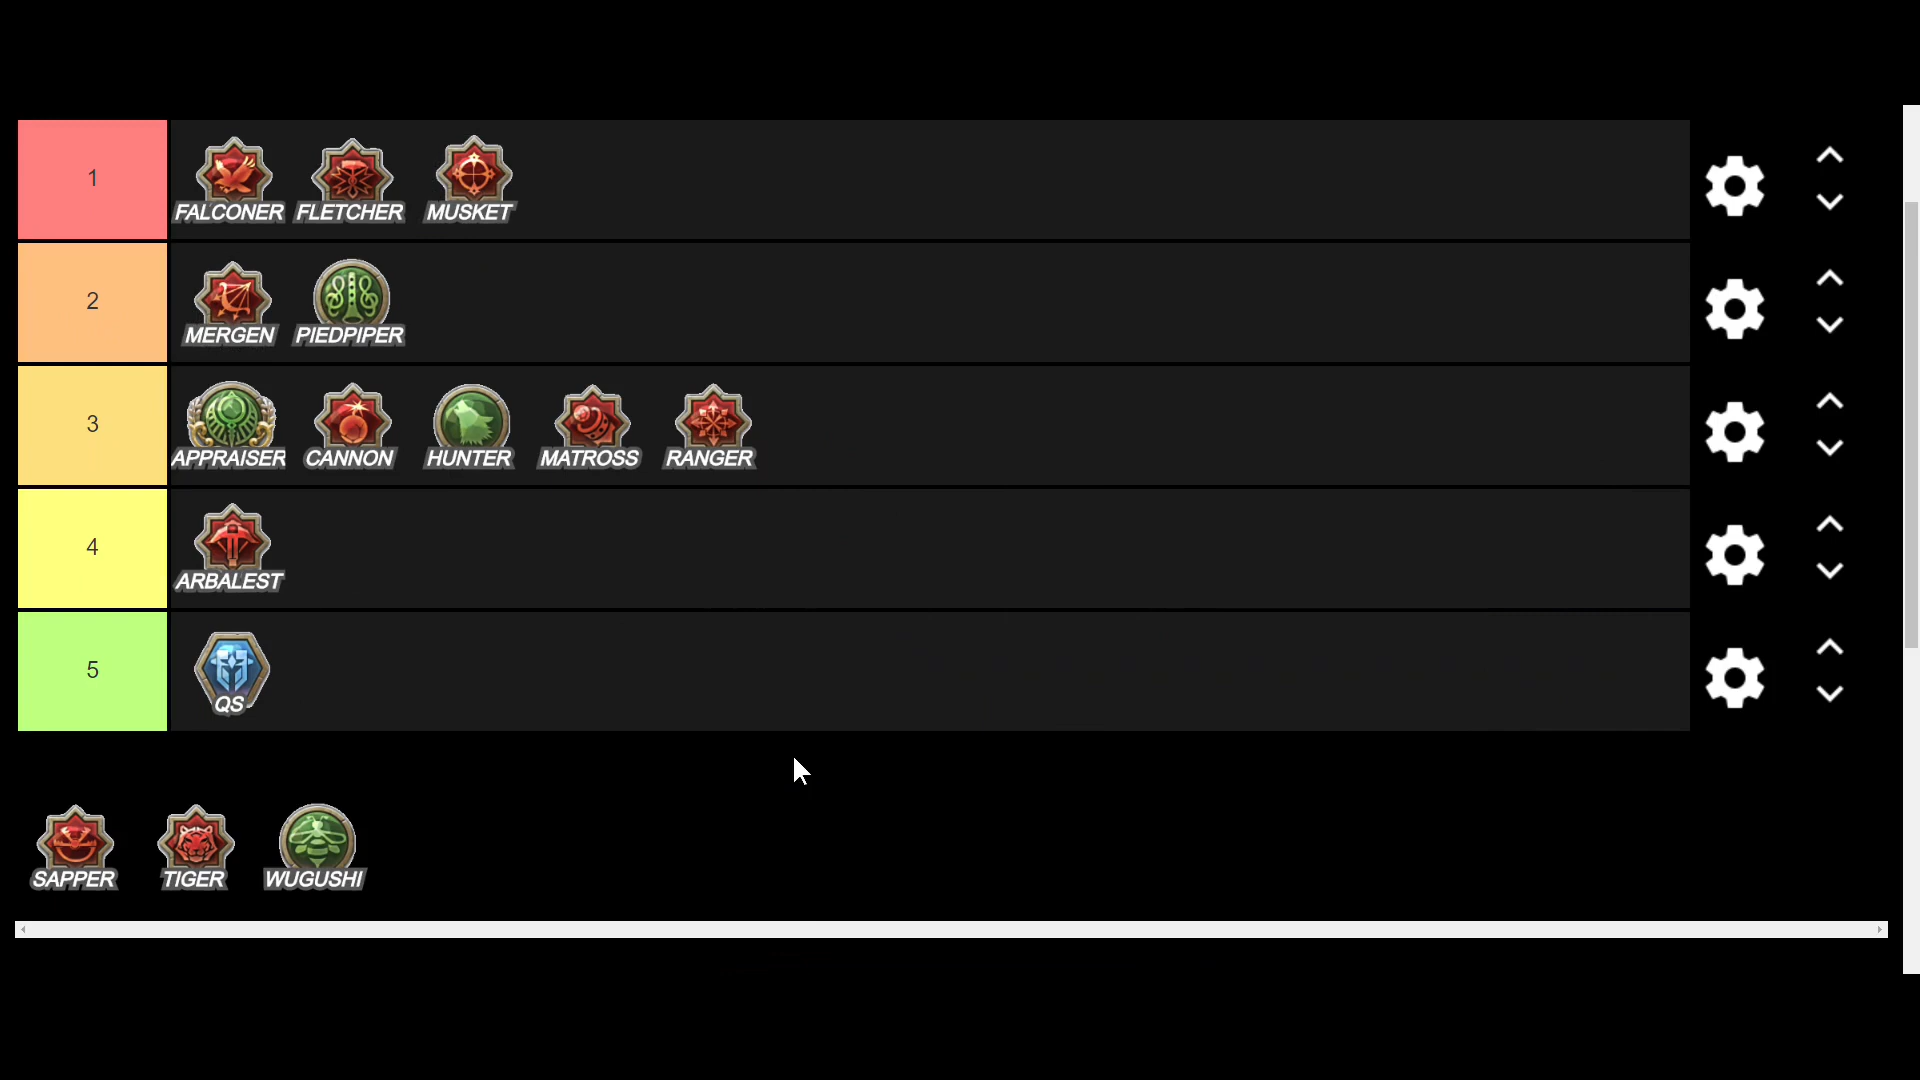 1
FALCONER FLETCHER MUSKET
2
MERGEN PIEDPIPER
3
APPRAISER CANNON HUNTER MATROSS RANGER
4
ARBALEST
5
QS
SAPPER TIGER WUGUSHI